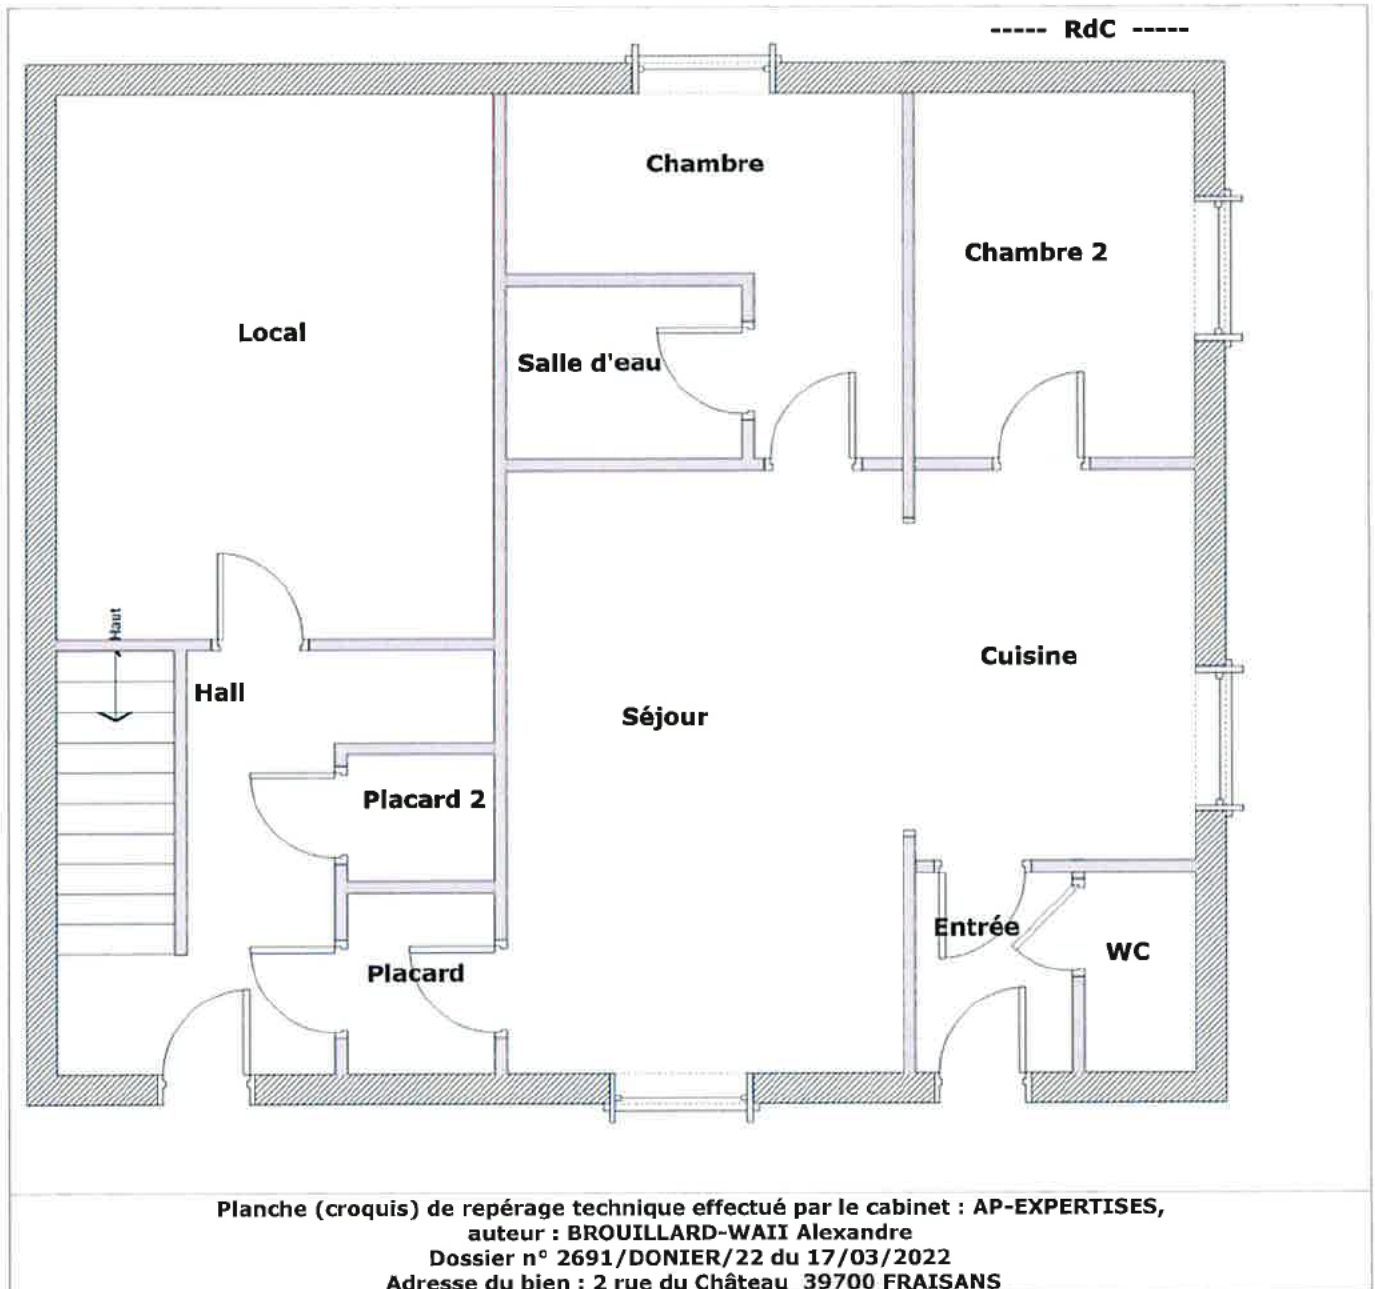 ----- RdC -----
Chambre
Chambre 2
Local
Salle d'eau
Haut
Cuisine
Hall
Séjour
Placard 2
Entrée
WC
Placard
Planche (croquis) de repérage technique effectué par le cabinet : AP-EXPERTISES,
auteur : BROUILLARD-WAII Alexandre
Dossier n° 2691/DONIER/22 du 17/03/2022
Adresse du bien : 2 rue du Château 39700 FRAISANS